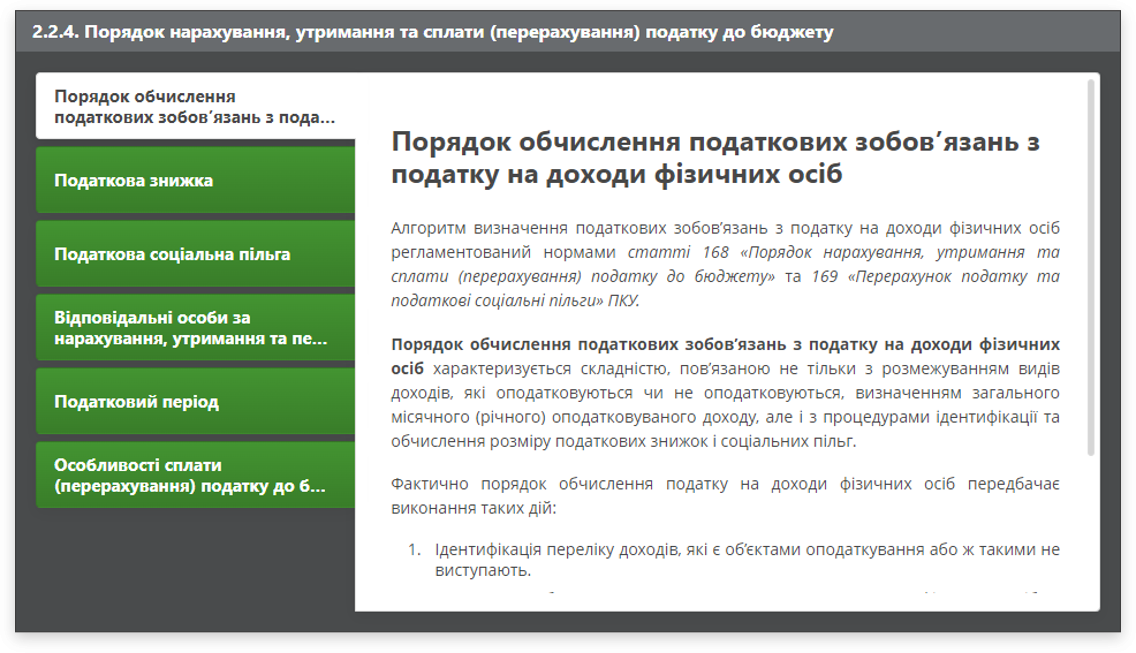 2.2.4. Порядок нарахування, утримання та сплати (перерахування) податку до бюджету
Порядок обчислення
податкових зобов’язань з пода...
Податкова знижка
Податкова соціальна пільга
Відповідальні особи за
нарахування, утримання та пе...
Податковий період
Особливості сплати
(перерахування) податку до б...
Порядок обчислення податкових зобов’язань з
податку на доходи фізичних осіб
Алгоритм визначення податкових зобов’язань з податку на доходи фізичних осіб
регламентований нормами статті 168 «Порядок нарахування, утримання та
сплати (перерахування) податку до бюджету» та 169 «Перерахунок податку та
податкові соціальні пільги» ПКУ.
Порядок обчислення податкових зобов’язань з податку на доходи фізичних
осіб характеризується складністю, пов’язаною не тільки з розмежуванням видів
доходів, які оподатковуються чи не оподатковуються, визначенням загального
місячного (річного) оподатковуваного доходу, але і з процедурами ідентифікації та
обчислення розміру податкових знижок і соціальних пільг.
Фактично порядок обчислення податку на доходи фізичних осіб передбачає
виконання таких дій:
1. Ідентифікація переліку доходів, які є об’єктами оподаткування або ж такими не
виступають.